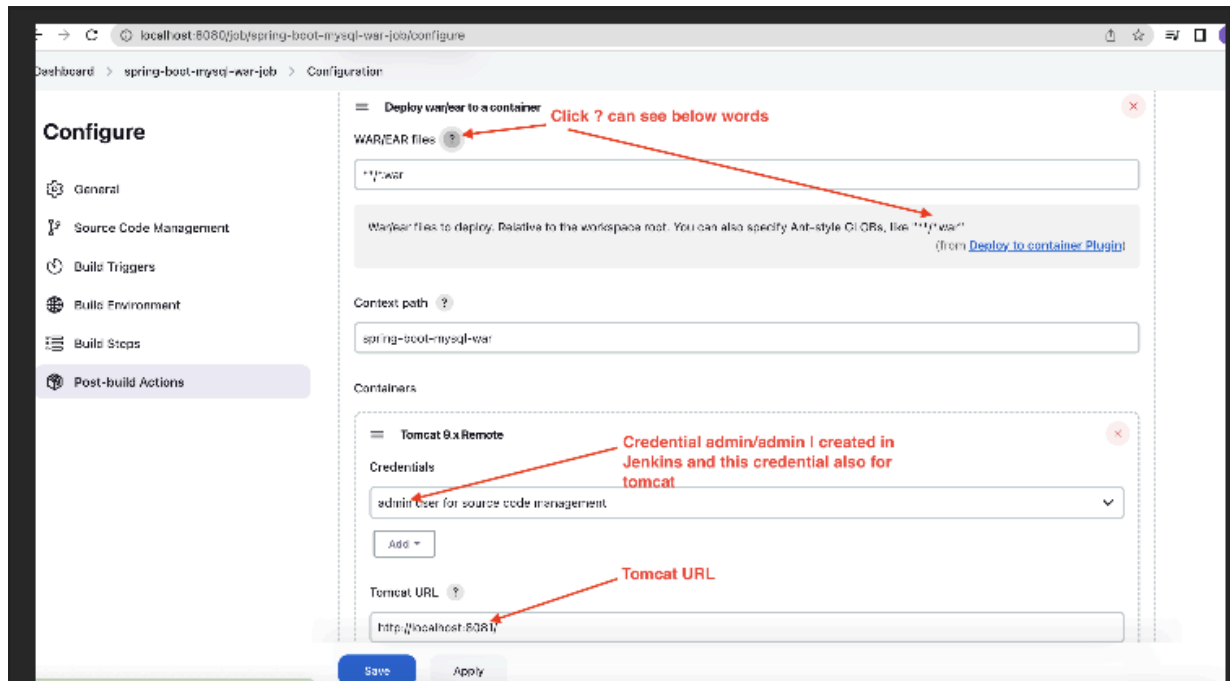 localhost:8080/job/spring-boot-mysql-war-job/configure
Dashboard > spring-boot-mysql-war-job > Configuration
Configure
General
Source Code Management
Build Triggers
Build Environment
Build Steps
Post-build Actions
Deploy war/ear to a container
Click ? can see below words
WAR/EAR files ?
**/*.war
War/ear files to deploy. Relative to the workspace root. You can also specify Ant-style GLOBs, like "**/*.war"
(from Deploy to container Plugin)
Context path ?
spring-boot-mysql-war
Containers
Tomcat 9.x Remote
Credential admin/admin I created in
Jenkins and this credential also for
tomcat
Credentials
admin user for source code management
Add
Tomcat URL
Tomcat URL ?
http://localhost:8081/
Save Apply